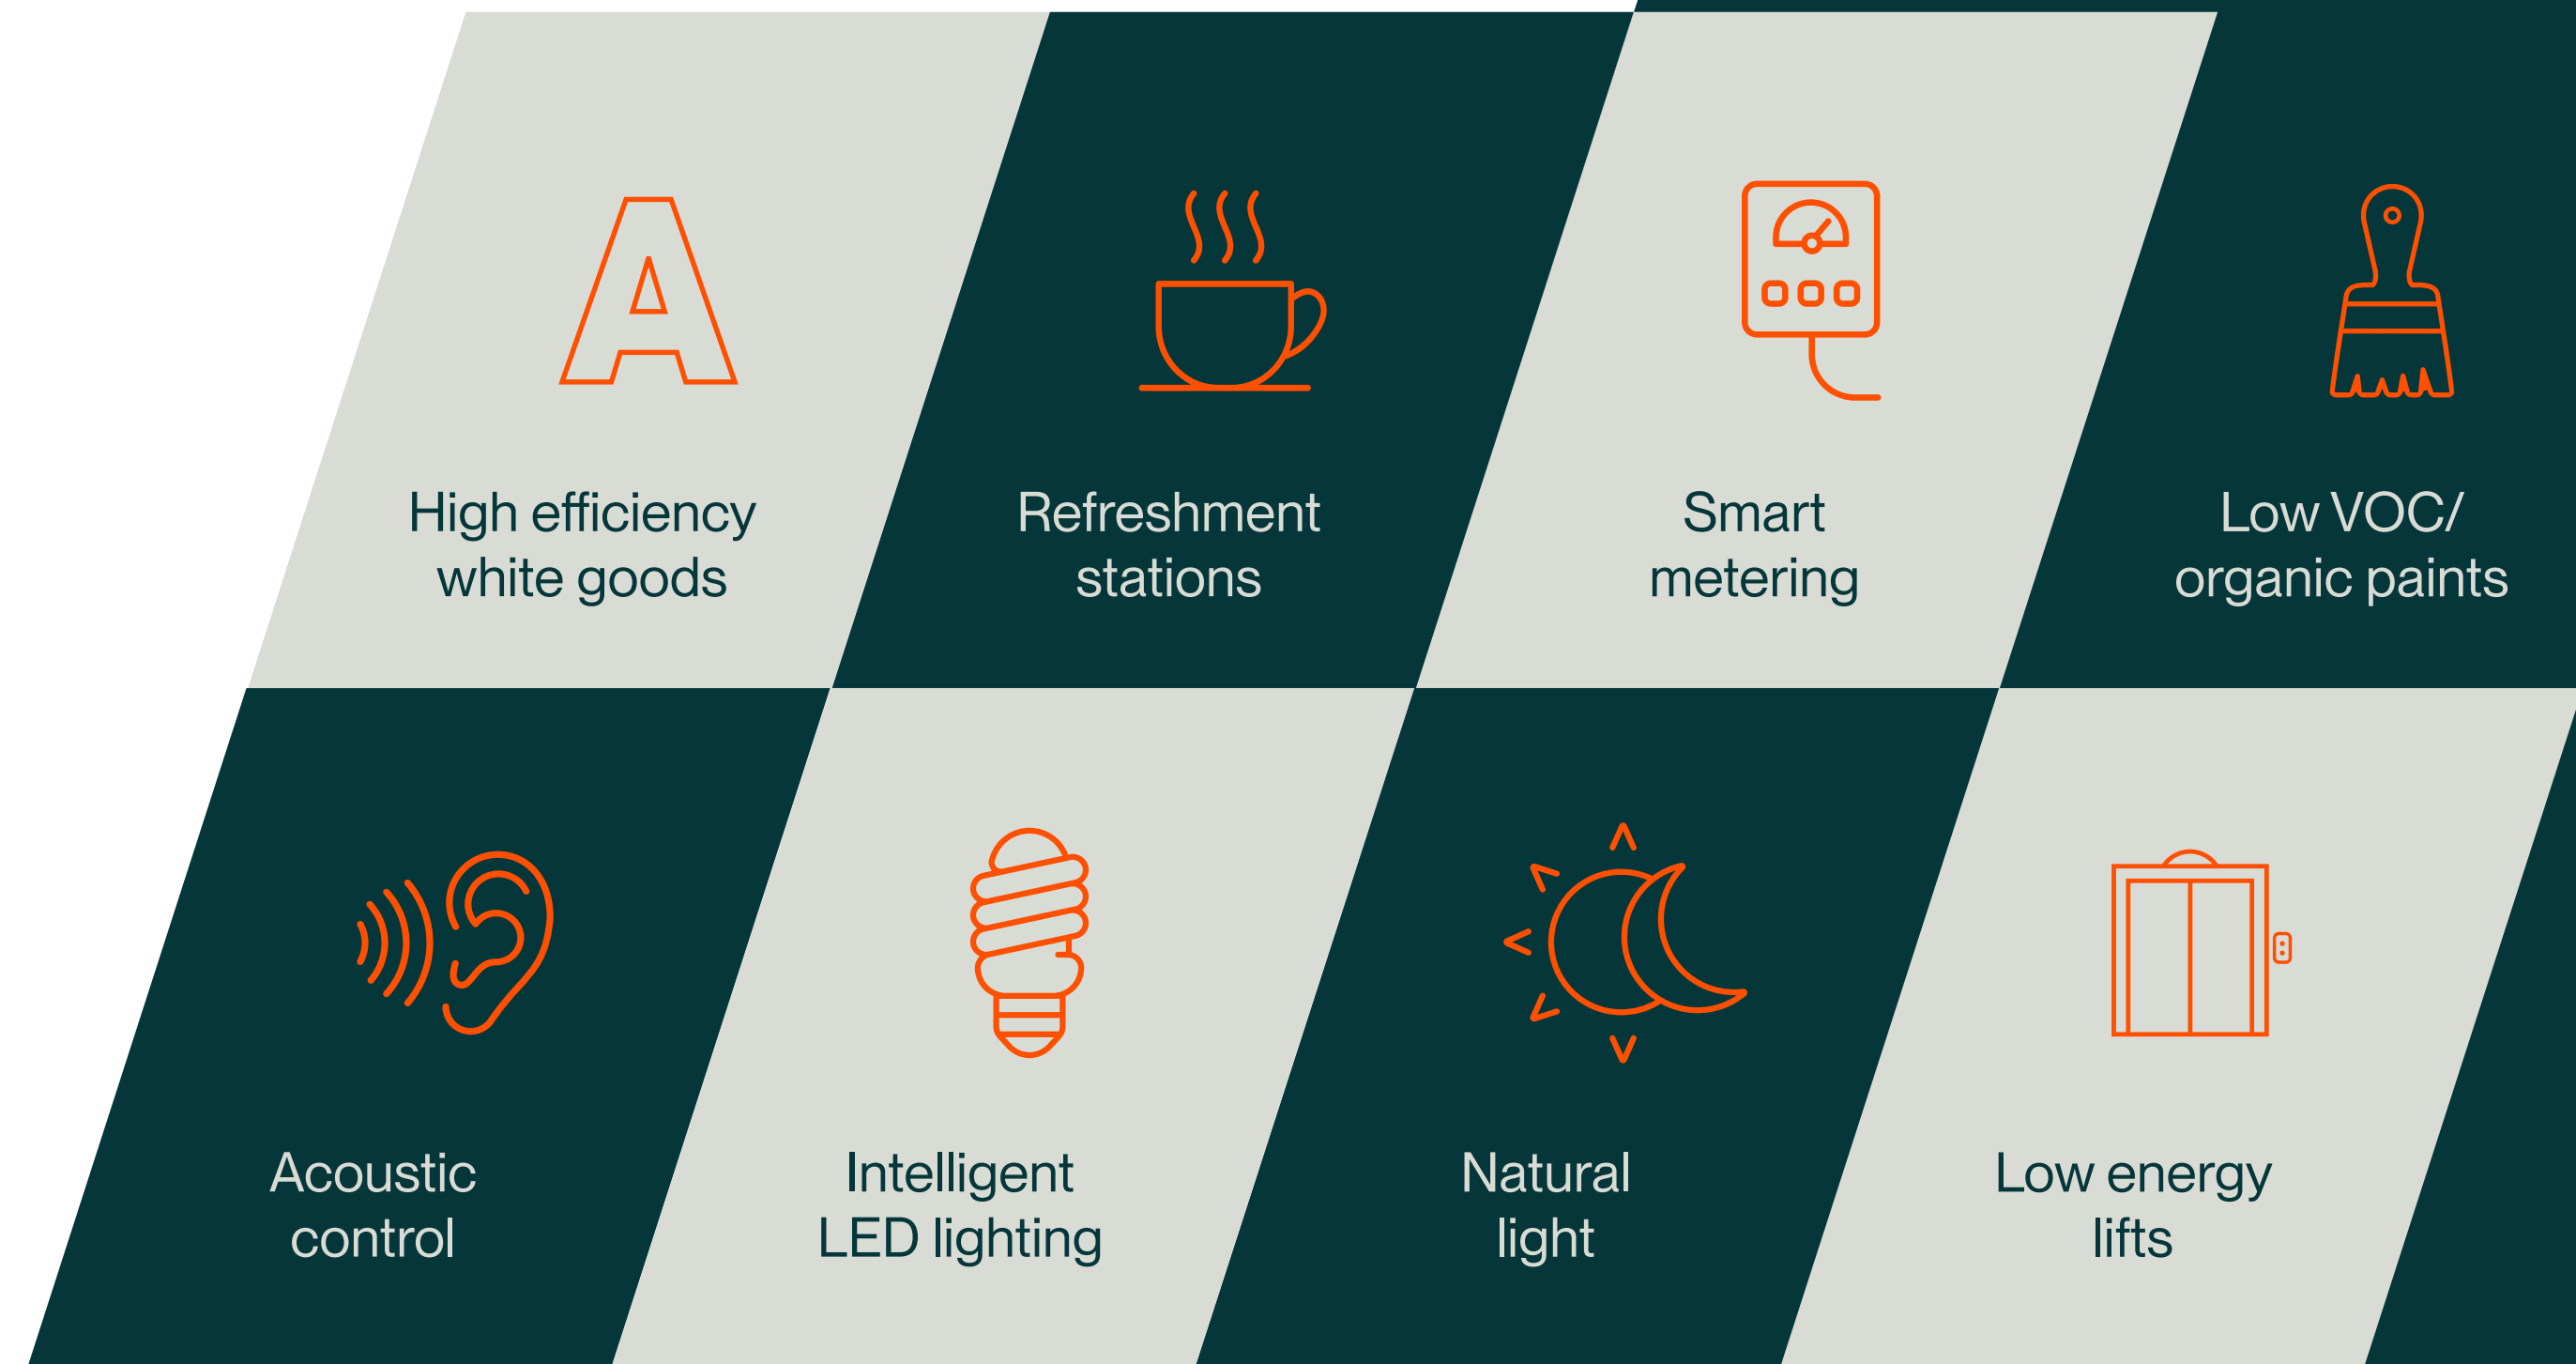 A
High efficiency
white goods
Refreshment
stations
Smart
metering
Low VOC/
organic paints
Acoustic
control
Intelligent
LED lighting
Natural
light
Low energy
lifts